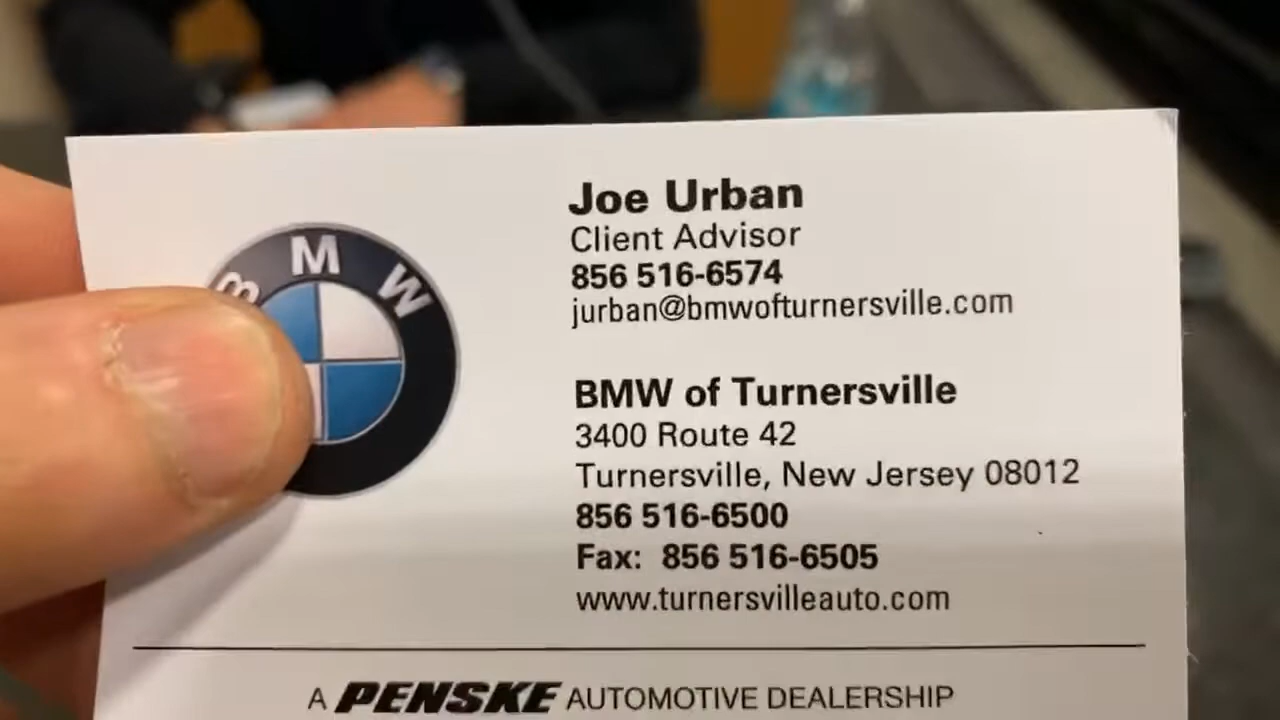 BMW
Joe Urban
Client Advisor
856 516-6574
jurban@bmwofturnersville.com
BMW of Turnersville
3400 Route 42
Turnersville, New Jersey 08012
856 516-6500
Fax: 856 516-6505
www.turnersvilleauto.com
A PENSKE AUTOMOTIVE DEALERSHIP